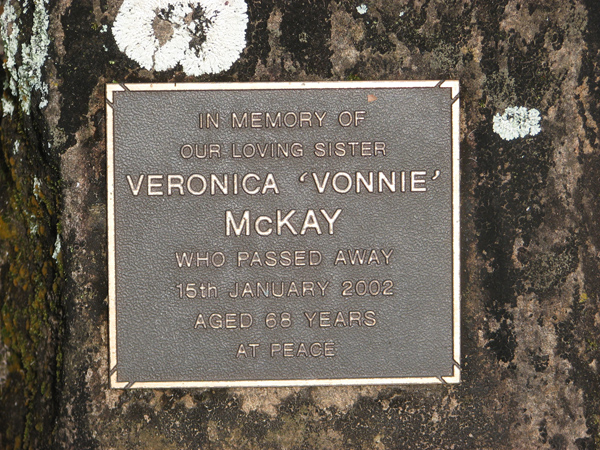 IN MEMORY OF
OUR LOVING SISTER
VERONICA ‘VONNIE’
McKAY
WHO PASSED AWAY
15th JANUARY 2002
AGED 68 YEARS
AT PEACE